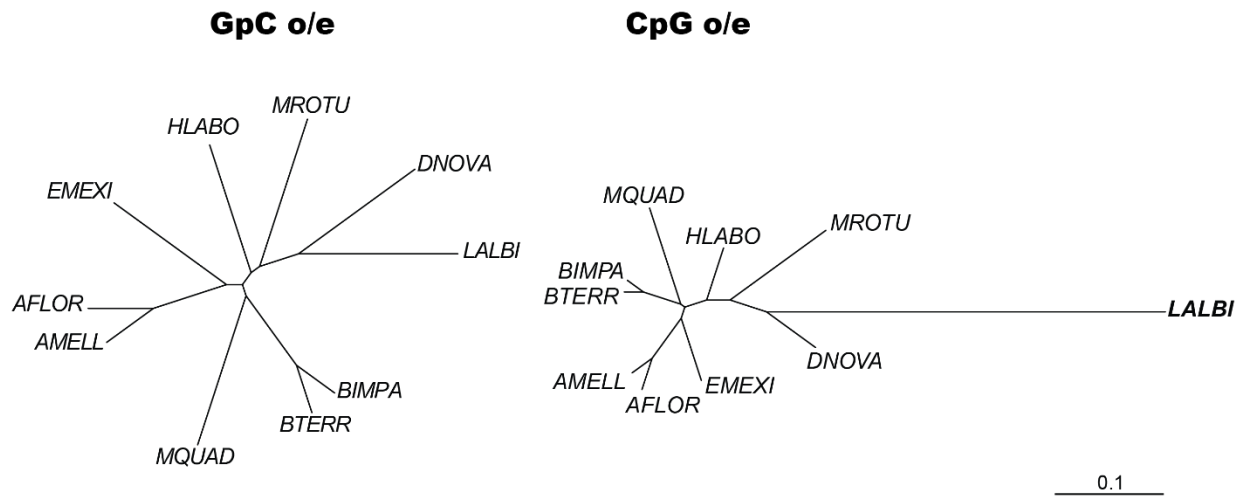 GpC o/e
CpG o/e
MROTU
HLABO
DNOVA
EMEXI
LALBI
AFLOR
AMELL
BIMPA
BTERR
MQUAD
MQUAD
MROTU
HLABO
BIMPA
BTERR
LALBI
DNOVA
AMELL
EMEXI
AFLOR
0.1